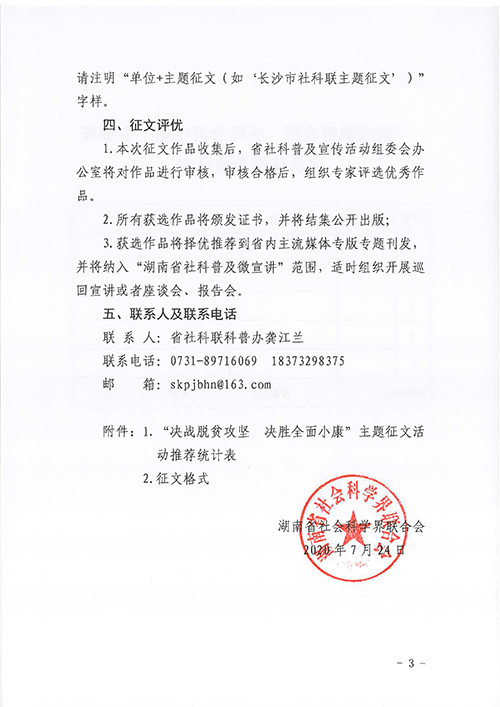 请注明“单位+主题征文（如‘长沙市社科联主题征文’）”
字样。
四、征文评优
1.本次征文作品收集后，省社科普及宣传活动组委会办
公室将对作品进行审核，审核合格后，组织专家评选优秀作
品。
2.所有获选作品将颁发证书，并将结集公开出版；
3.获选作品将择优推荐到省内主流媒体专版专题刊发，
并将纳入“湖南省社科普及微宣讲”范围，适时组织开展巡
回宣讲或者座谈会、报告会。
五、联系人及联系电话
联 系 人：省社科联科普办龚江兰
联系电话：0731-89716069 18373298375
邮 箱：skpjbhn@163.com
附件：1.“决战脱贫攻坚 决胜全面小康”主题征文活
动推荐统计表
2.征文格式
湖南省社会科学界联合会
2020年7月24日
湖南省社会科学界联合会
- 3 -